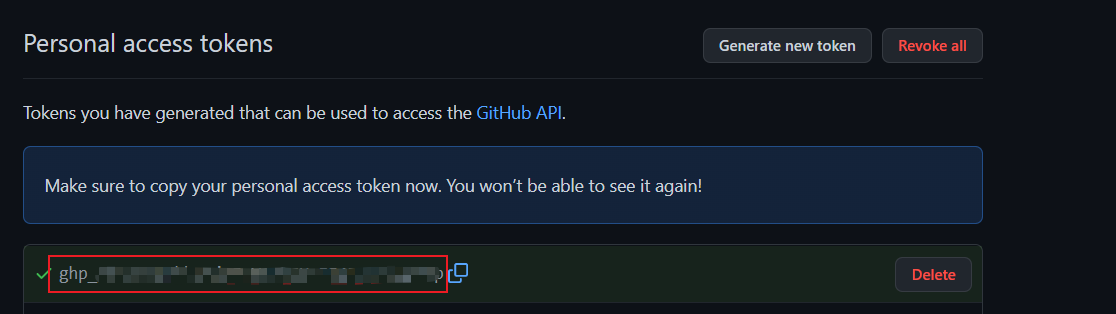 Personal access tokens
Generate new token
Revoke all
Tokens you have generated that can be used to access the GitHub API.
Make sure to copy your personal access token now. You won’t be able to see it again!
ghp_
Delete